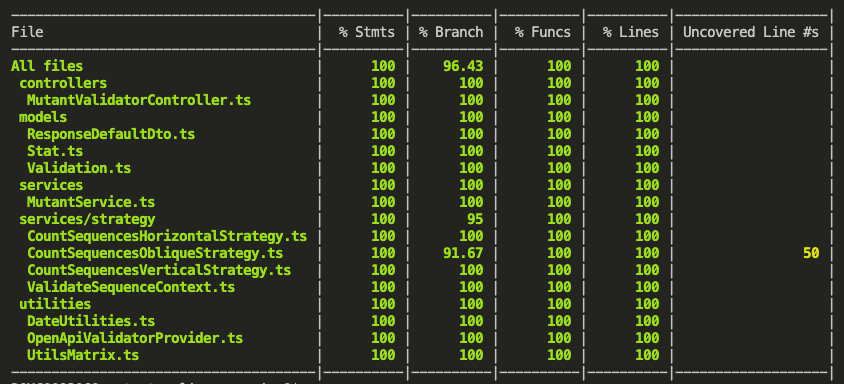 File | % Stmts | % Branch | % Funcs | % Lines | Uncovered Line #s |
All files | 100 | 96.43 | 100 | 100 | |
controllers | 100 | 100 | 100 | 100 | |
MutantValidatorController.ts | 100 | 100 | 100 | 100 | |
models | 100 | 100 | 100 | 100 | |
ResponseDefaultDto.ts | 100 | 100 | 100 | 100 | |
Stat.ts | 100 | 100 | 100 | 100 | |
Validation.ts | 100 | 100 | 100 | 100 | |
services | 100 | 100 | 100 | 100 | |
MutantService.ts | 100 | 100 | 100 | 100 | |
services/strategy | 100 | 95 | 100 | 100 | |
CountSequencesHorizontalStrategy.ts | 100 | 100 | 100 | 100 | |
CountSequencesObliqueStrategy.ts | 100 | 91.67 | 100 | 100 | 50 |
CountSequencesVerticalStrategy.ts | 100 | 100 | 100 | 100 | |
ValidateSequenceContext.ts | 100 | 100 | 100 | 100 | |
utilities | 100 | 100 | 100 | 100 | |
DateUtilities.ts | 100 | 100 | 100 | 100 | |
OpenApiValidatorProvider.ts | 100 | 100 | 100 | 100 | |
UtilsMatrix.ts | 100 | 100 | 100 | 100 | |